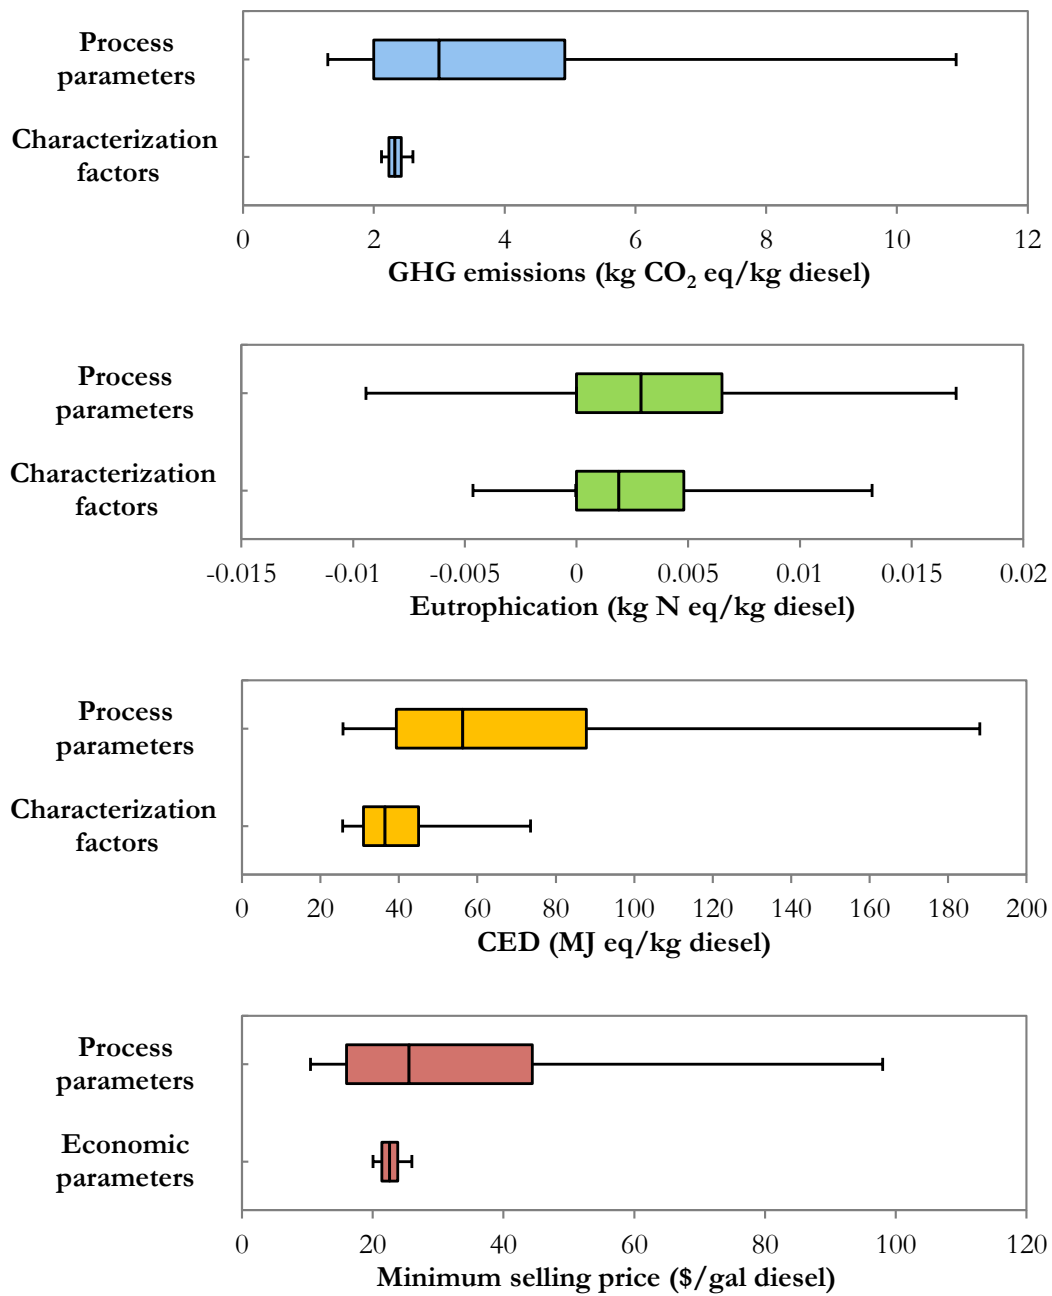 Process
parameters
Characterization
factors
0 2 4 6 8 10 12
GHG emissions (kg CO₂ eq/kg diesel)
Process
parameters
Characterization
factors
-0.015 -0.01 -0.005 0 0.005 0.01 0.015 0.02
Eutrophication (kg N eq/kg diesel)
Process
parameters
Characterization
factors
0 20 40 60 80 100 120 140 160 180 200
CED (MJ eq/kg diesel)
Process
parameters
Economic
parameters
0 20 40 60 80 100 120
Minimum selling price ($/gal diesel)